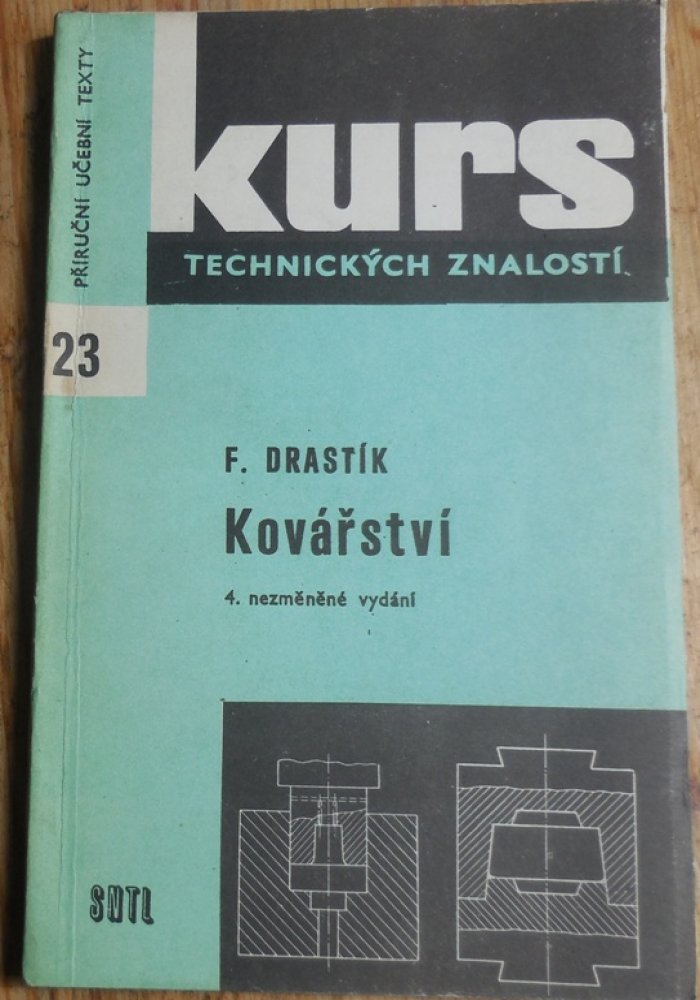 PŘÍRUČNÍ UČEBNÍ TEXTY
kurs
TECHNICKÝCH ZNALOSTÍ
23
F. DRASTÍK
Kovářství
4. nezměněné vydání
SNTL